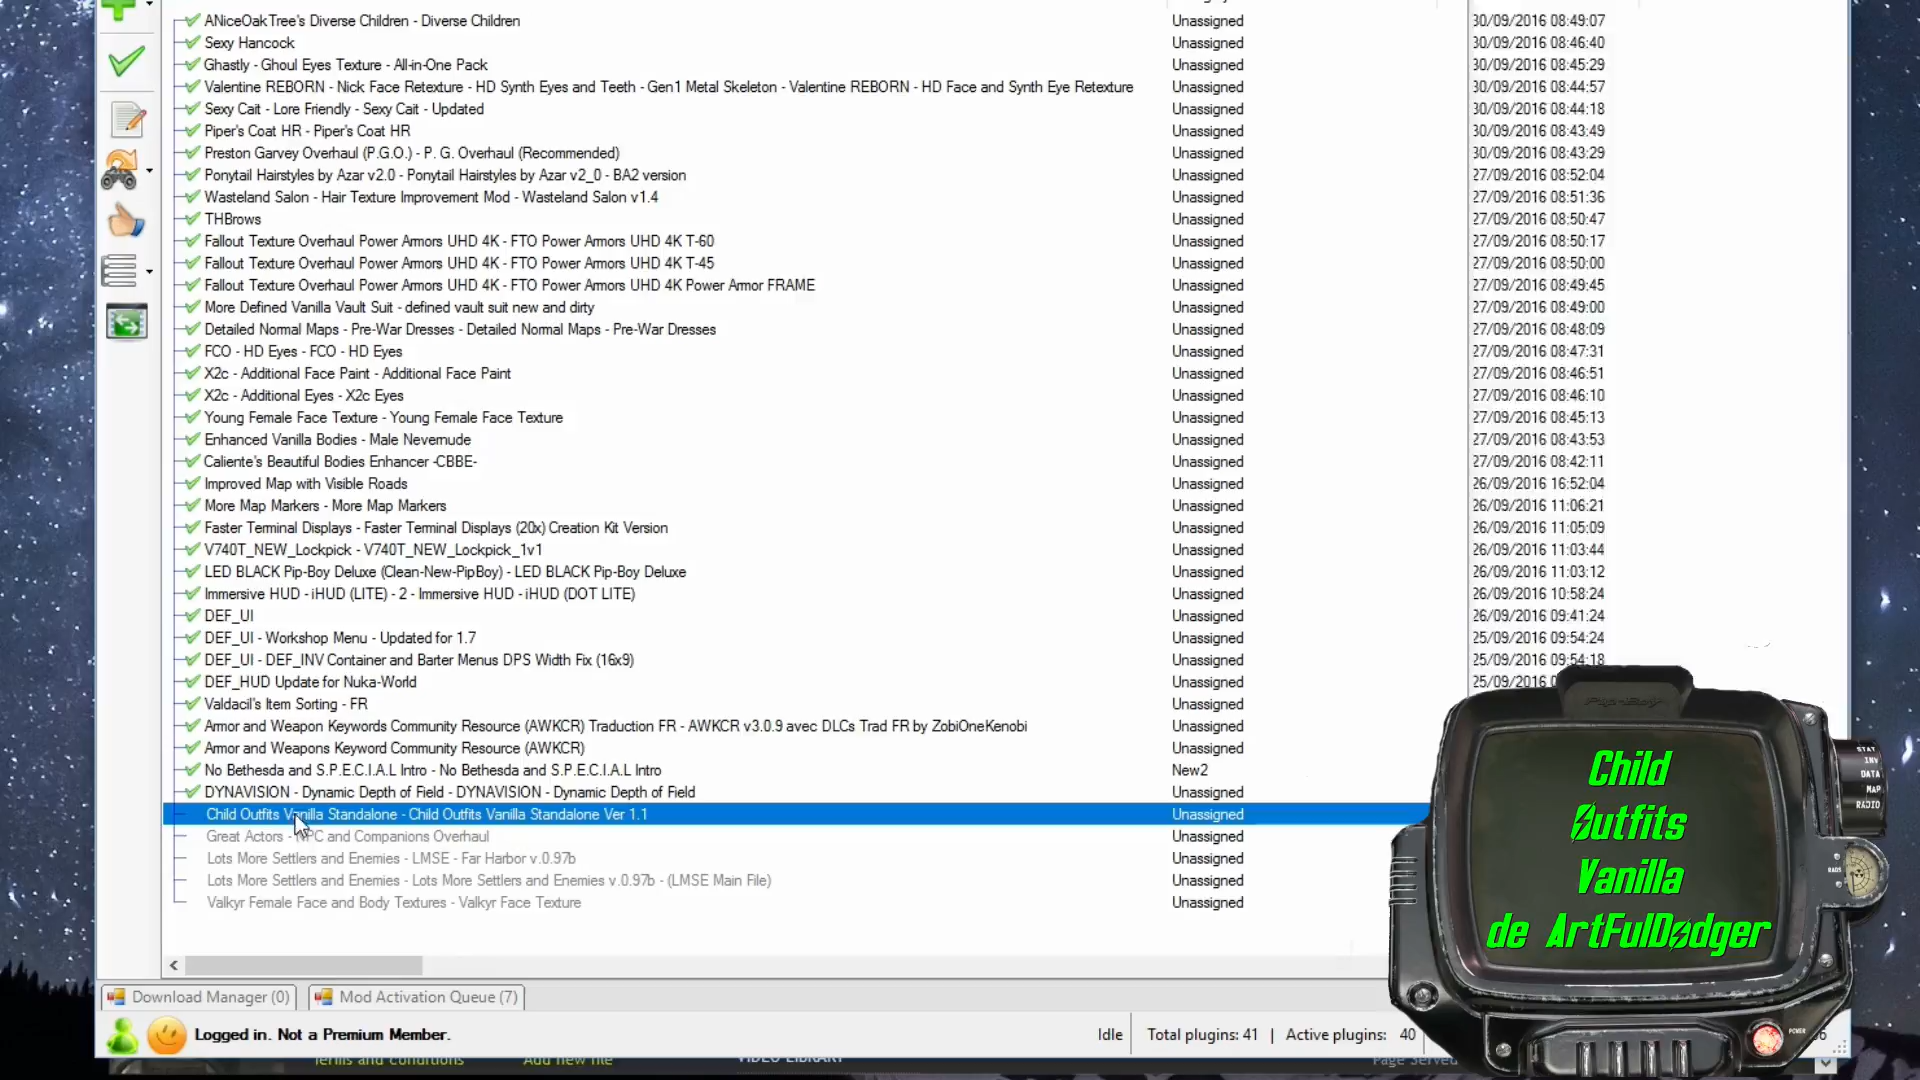 ANiceOakTree's Diverse Children - Diverse Children Unassigned 30/09/2016 08:49:07
Sexy Hancock Unassigned 30/09/2016 08:46:40
Ghastly - Ghoul Eyes Texture - All-in-One Pack Unassigned 30/09/2016 08:45:29
Valentine REBORN - Nick Face Retexture - HD Synth Eyes and Teeth - Gen1 Metal Skeleton - Valentine REBORN - HD Face and Synth Eye Retexture Unassigned 30/09/2016 08:44:57
Sexy Cait - Lore Friendly - Sexy Cait - Updated Unassigned 30/09/2016 08:44:18
Piper's Coat HR - Piper's Coat HR Unassigned 30/09/2016 08:43:49
Preston Garvey Overhaul (P.G.O.) - P. G. Overhaul (Recommended) Unassigned 30/09/2016 08:43:29
Ponytail Hairstyles by Azar v2.0 - Ponytail Hairstyles by Azar v2_0 - BA2 version Unassigned 27/09/2016 08:52:04
Wasteland Salon - Hair Texture Improvement Mod - Wasteland Salon v1.4 Unassigned 27/09/2016 08:51:36
THBrows Unassigned 27/09/2016 08:50:47
Fallout Texture Overhaul Power Armors UHD 4K - FTO Power Armors UHD 4K T-60 Unassigned 27/09/2016 08:50:17
Fallout Texture Overhaul Power Armors UHD 4K - FTO Power Armors UHD 4K T-45 Unassigned 27/09/2016 08:50:00
Fallout Texture Overhaul Power Armors UHD 4K - FTO Power Armors UHD 4K Power Armor FRAME Unassigned 27/09/2016 08:49:45
More Defined Vanilla Vault Suit - defined vault suit new and dirty Unassigned 27/09/2016 08:49:00
Detailed Normal Maps - Pre-War Dresses - Detailed Normal Maps - Pre-War Dresses Unassigned 27/09/2016 08:48:09
FCO - HD Eyes - FCO - HD Eyes Unassigned 27/09/2016 08:47:31
X2c - Additional Face Paint - Additional Face Paint Unassigned 27/09/2016 08:46:51
X2c - Additional Eyes - X2c Eyes Unassigned 27/09/2016 08:46:10
Young Female Face Texture - Young Female Face Texture Unassigned 27/09/2016 08:45:13
Enhanced Vanilla Bodies - Male Nevernude Unassigned 27/09/2016 08:43:53
Caliente's Beautiful Bodies Enhancer -CBBE- Unassigned 27/09/2016 08:42:11
Improved Map with Visible Roads Unassigned 26/09/2016 16:52:04
More Map Markers - More Map Markers Unassigned 26/09/2016 11:06:21
Faster Terminal Displays - Faster Terminal Displays (20x) Creation Kit Version Unassigned 26/09/2016 11:05:09
V740T_NEW_Lockpick - V740T_NEW_Lockpick_1v1 Unassigned 26/09/2016 11:03:44
LED BLACK Pip-Boy Deluxe (Clean-New-PipBoy) - LED BLACK Pip-Boy Deluxe Unassigned 26/09/2016 11:03:12
Immersive HUD - iHUD (LITE) - 2 - Immersive HUD - iHUD (DOT LITE) Unassigned 26/09/2016 10:58:24
DEF_UI Unassigned 26/09/2016 09:41:24
DEF_UI - Workshop Menu - Updated for 1.7 Unassigned 25/09/2016 09:54:24
DEF_UI - DEF_INV Container and Barter Menus DPS Width Fix (16x9) Unassigned 25/09/2016 09:54:18
DEF_HUD Update for Nuka-World Unassigned 25/09/2016
Valdacil's Item Sorting - FR Unassigned
Armor and Weapon Keywords Community Resource (AWKCR) Traduction FR - AWKCR v3.0.9 avec DLCs Trad FR by ZobiOneKenobi Unassigned
Armor and Weapons Keyword Community Resource (AWKCR) Unassigned
No Bethesda and S.P.E.C.I.A.L Intro - No Bethesda and S.P.E.C.I.A.L Intro New2
DYNAVISION - Dynamic Depth of Field - DYNAVISION - Dynamic Depth of Field Unassigned
Child Outfits Vanilla Standalone - Child Outfits Vanilla Standalone Ver 1.1 Unassigned
Great Actors - NPC and Companions Overhaul Unassigned
Lots More Settlers and Enemies - LMSE - Far Harbor v.0.97b Unassigned
Lots More Settlers and Enemies - Lots More Settlers and Enemies v.0.97b - (LMSE Main File) Unassigned
Valkyr Female Face and Body Textures - Valkyr Face Texture Unassigned
Pip-Boy
STAT
INV
DATA
MAP
RADIO
RADS
POWER
Child
Outfits
Vanilla
de ArtFulDodger
Download Manager (0) Mod Activation Queue (7)
Logged in. Not a Premium Member. Idle Total plugins: 41 | Active plugins: 40
Terms and conditions Add new file VIDEO LIBRARY Page Served